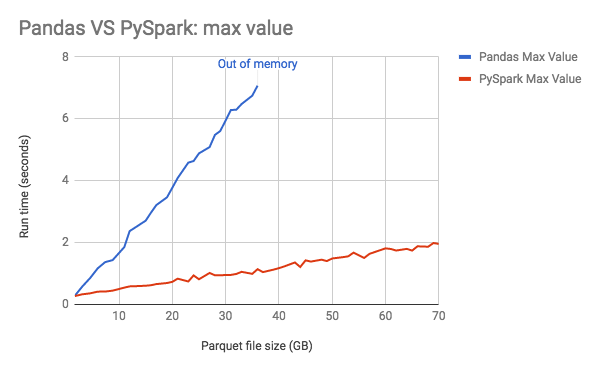 Pandas VS PySpark: max value
Out of memory
Pandas Max Value
PySpark Max Value
Run time (seconds)
8
6
4
2
0
10 20 30 40 50 60 70
Parquet file size (GB)